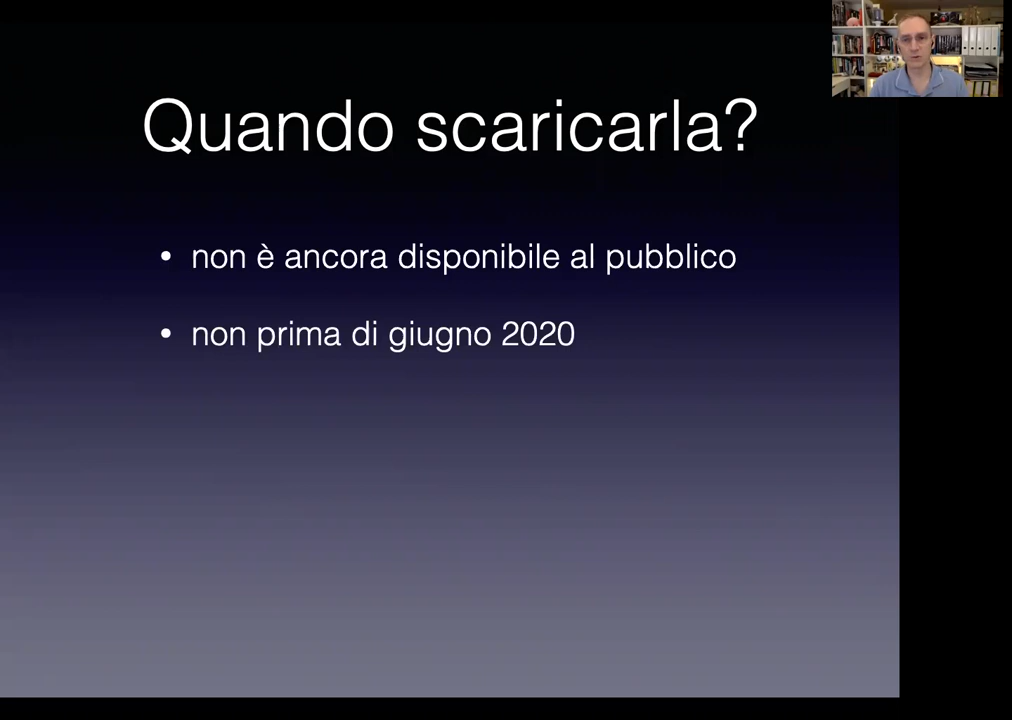 Quando scaricarla?
• non è ancora disponibile al pubblico
• non prima di giugno 2020